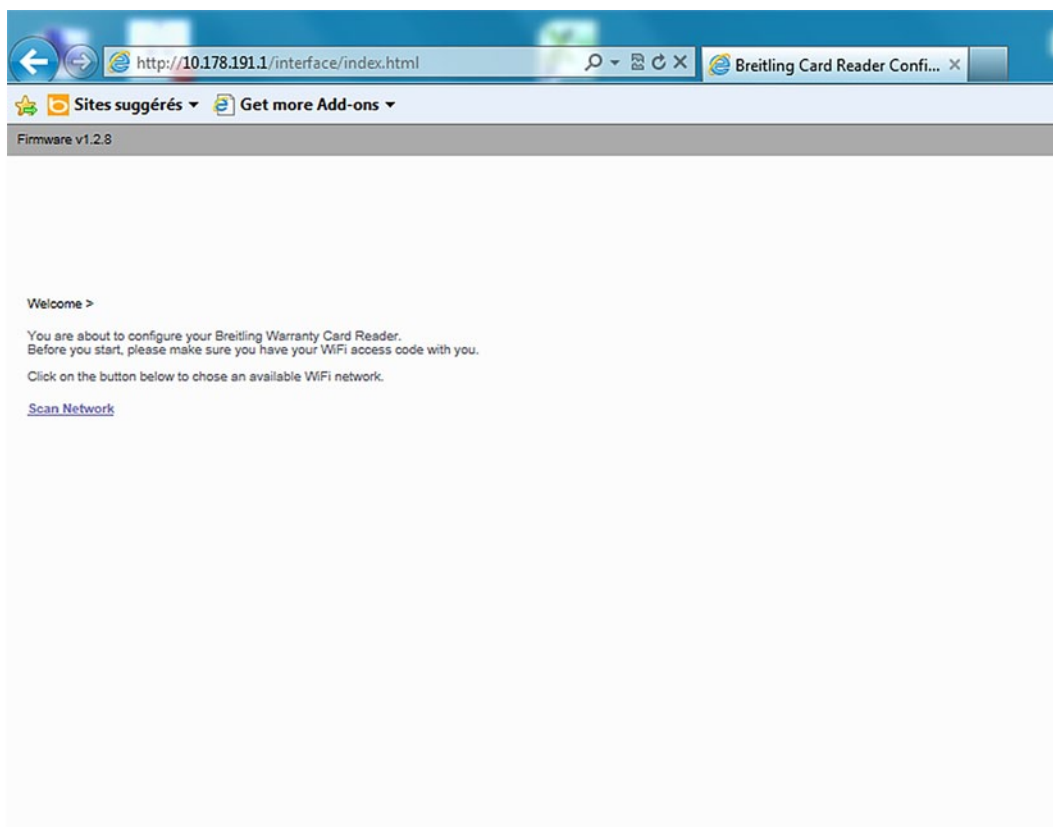 http://10.178.191.1/interface/index.html
Breitling Card Reader Confi...
Sites suggérés Get more Add-ons
Firmware v1.2.8
Welcome >
You are about to configure your Breitling Warranty Card Reader.
Before you start, please make sure you have your WiFi access code with you.
Click on the button below to chose an available WiFi network.
Scan Network